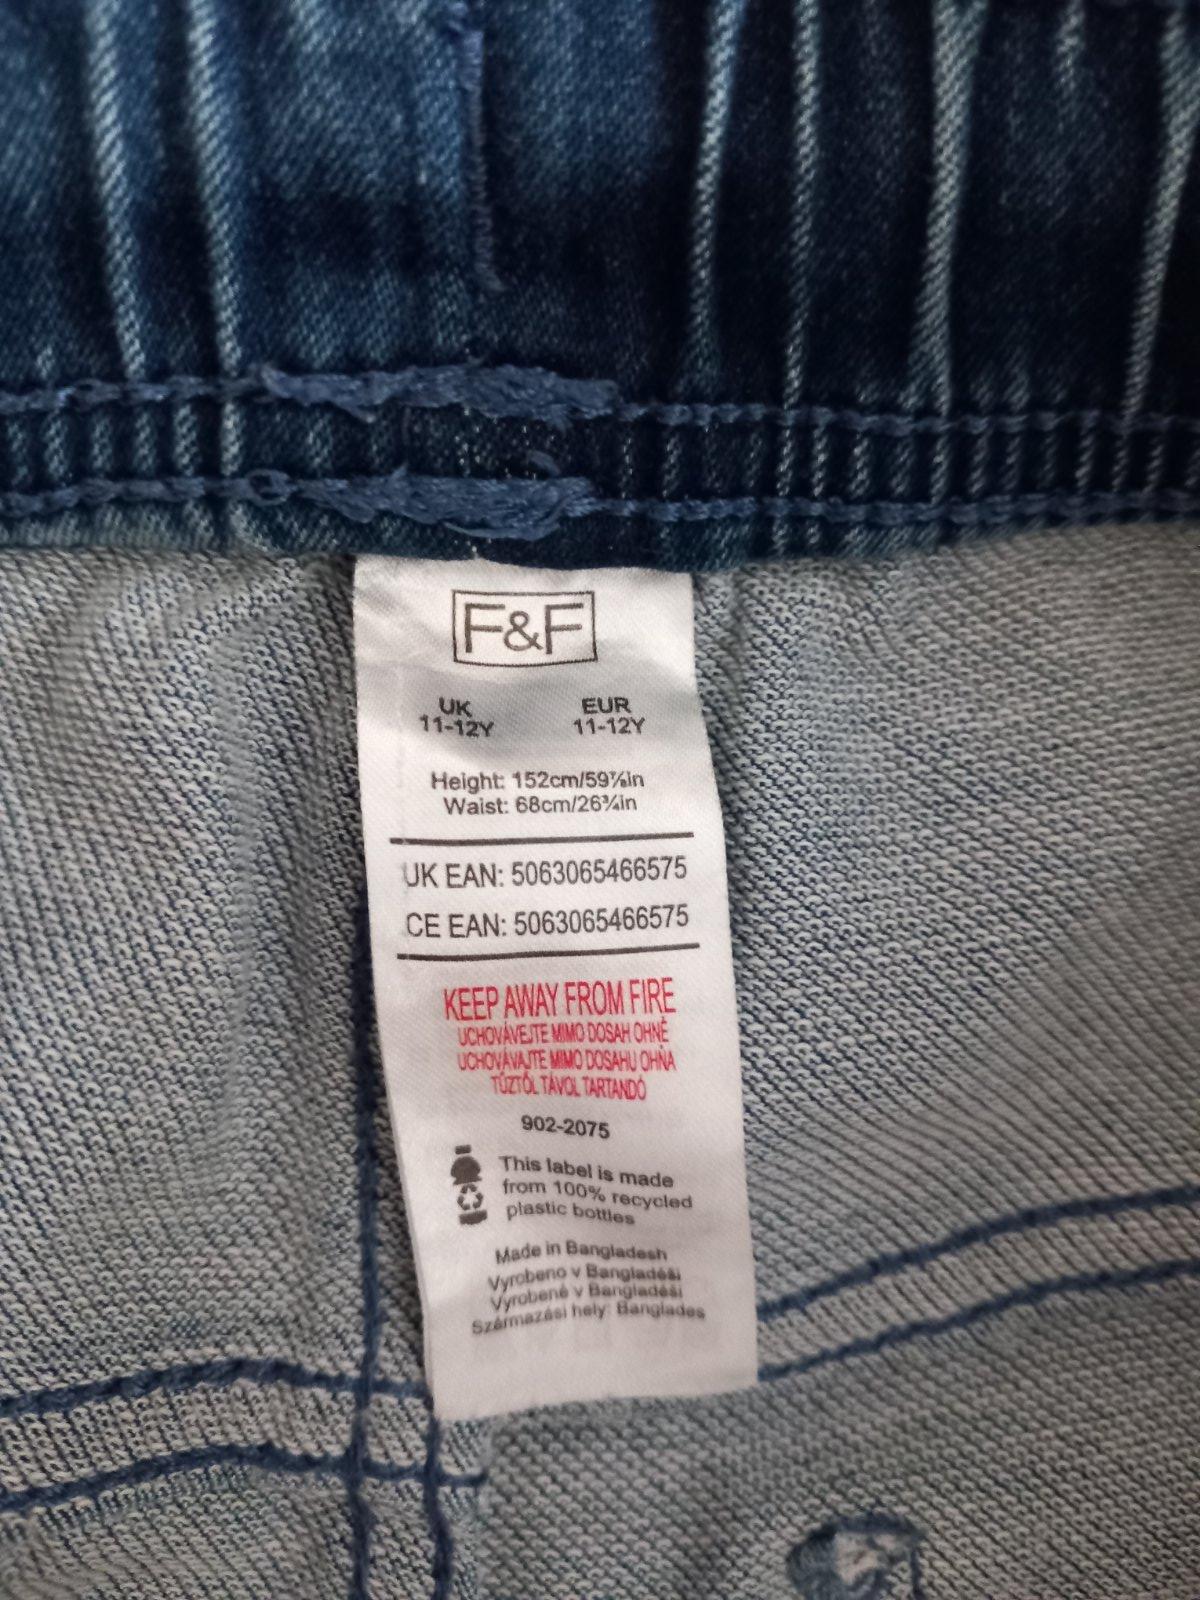 F&F
UK EUR
11-12Y 11-12Y
Height: 152cm/59⅞in
Waist: 68cm/26¾in
UK EAN: 5063065466575
CE EAN: 5063065466575
KEEP AWAY FROM FIRE
UCHOVÁVEJTE MIMO DOSAH OHNĚ
UCHOVÁVAJTE MIMO DOSAHU OHŇA
TŰZTŐL TÁVOL TARTANDÓ
902-2075
This label is made
from 100% recycled
plastic bottles
Made in Bangladesh
Vyrobeno v Bangladéši
Vyrobené v Bangladéši
Származási hely: Banglades